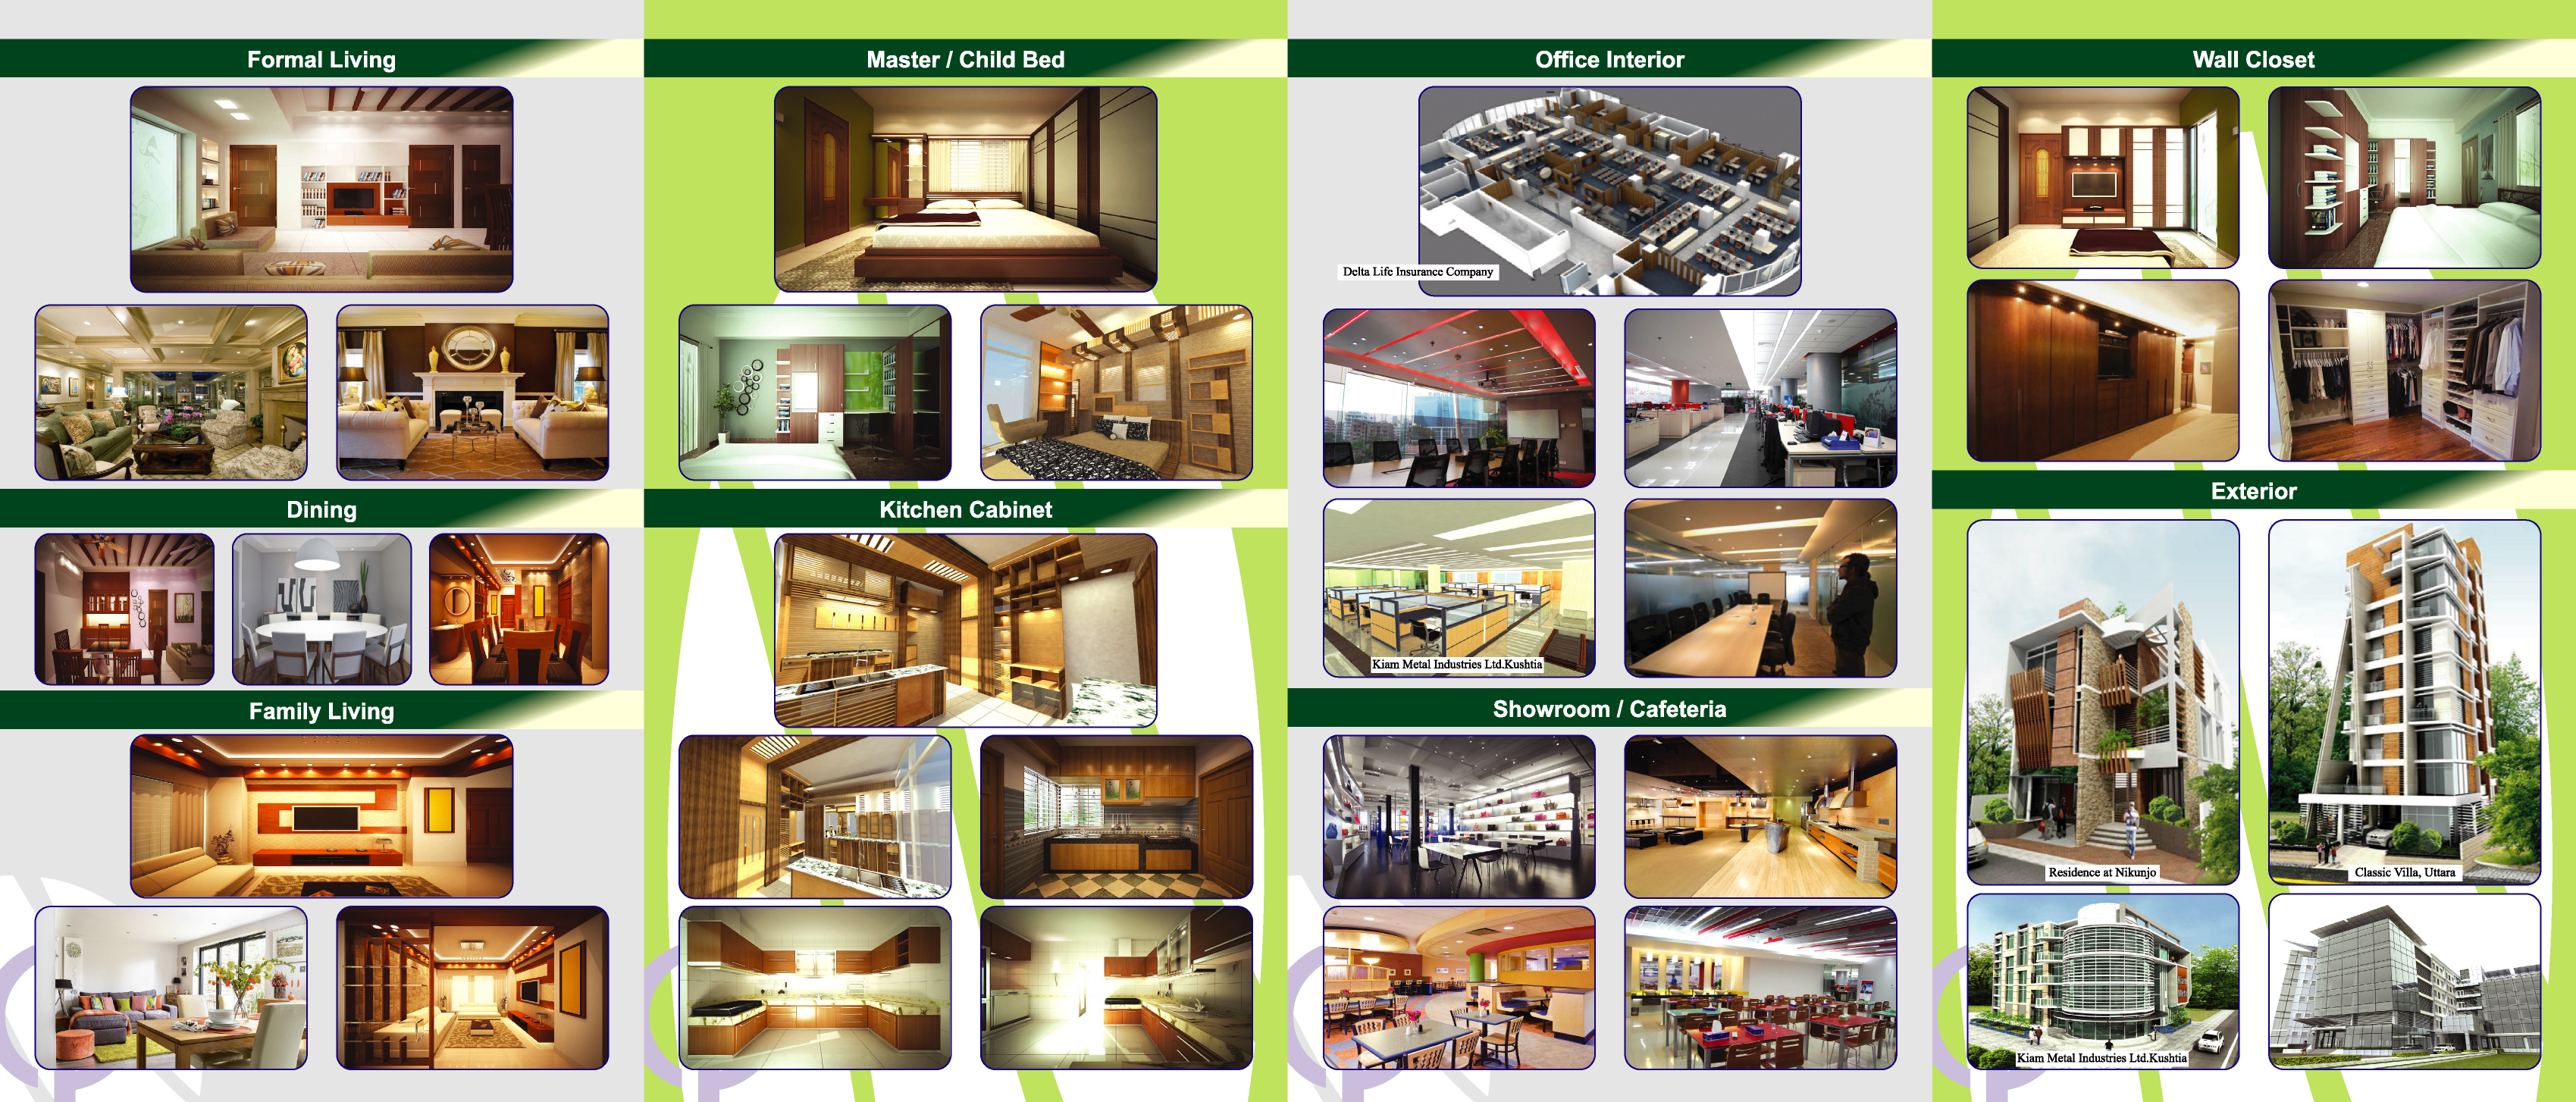 Formal Living
Dining
Family Living
Master / Child Bed
Kitchen Cabinet
Office Interior
Delta Life Insurance Company
Kiam Metal Industries Ltd.Kushtia
Showroom / Cafeteria
Wall Closet
Exterior
Residence at Nikunjo
Classic Villa, Uttara
Kiam Metal Industries Ltd.Kushtia